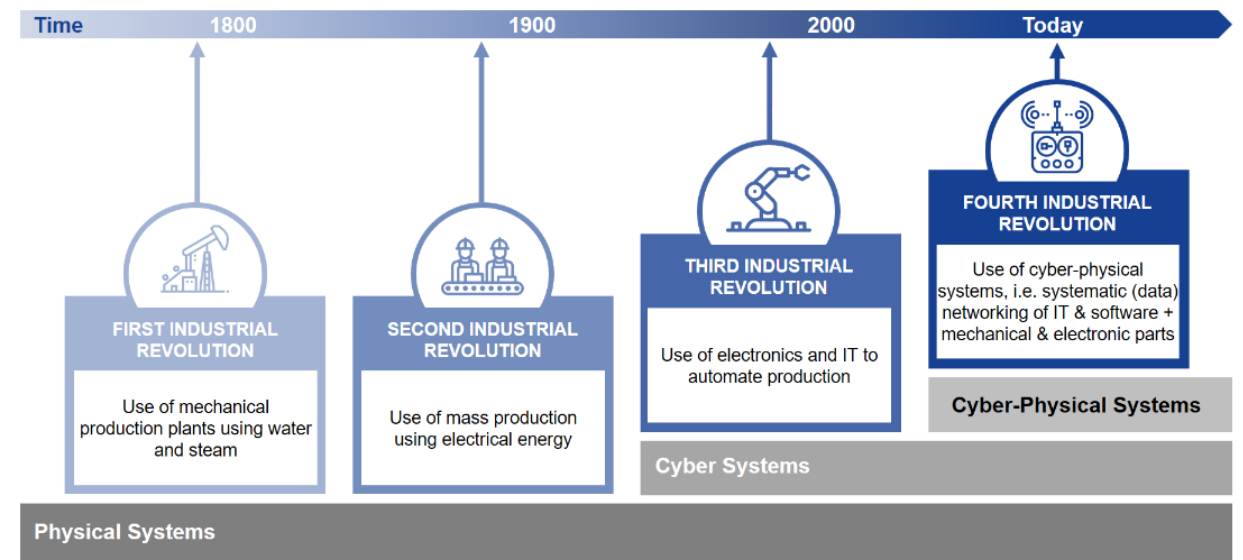 Time 1800 1900 2000 Today
FIRST INDUSTRIAL
REVOLUTION
Use of mechanical
production plants using water
and steam
SECOND INDUSTRIAL
REVOLUTION
Use of mass production
using electrical energy
THIRD INDUSTRIAL
REVOLUTION
Use of electronics and IT to
automate production
FOURTH INDUSTRIAL
REVOLUTION
Use of cyber-physical
systems, i.e. systematic (data)
networking of IT & software +
mechanical & electronic parts
Cyber-Physical Systems
Cyber Systems
Physical Systems